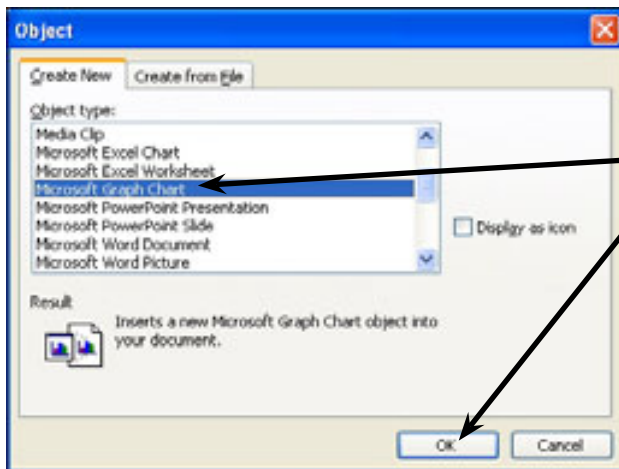 Object
Create New Create from File
Object type:
Media Clip
Microsoft Excel Chart
Microsoft Excel Worksheet
Microsoft Graph Chart
Microsoft PowerPoint Presentation
Microsoft PowerPoint Slide
Microsoft Word Document
Microsoft Word Picture
Display as icon
Result
Inserts a new Microsoft Graph Chart object into
your document.
OK Cancel